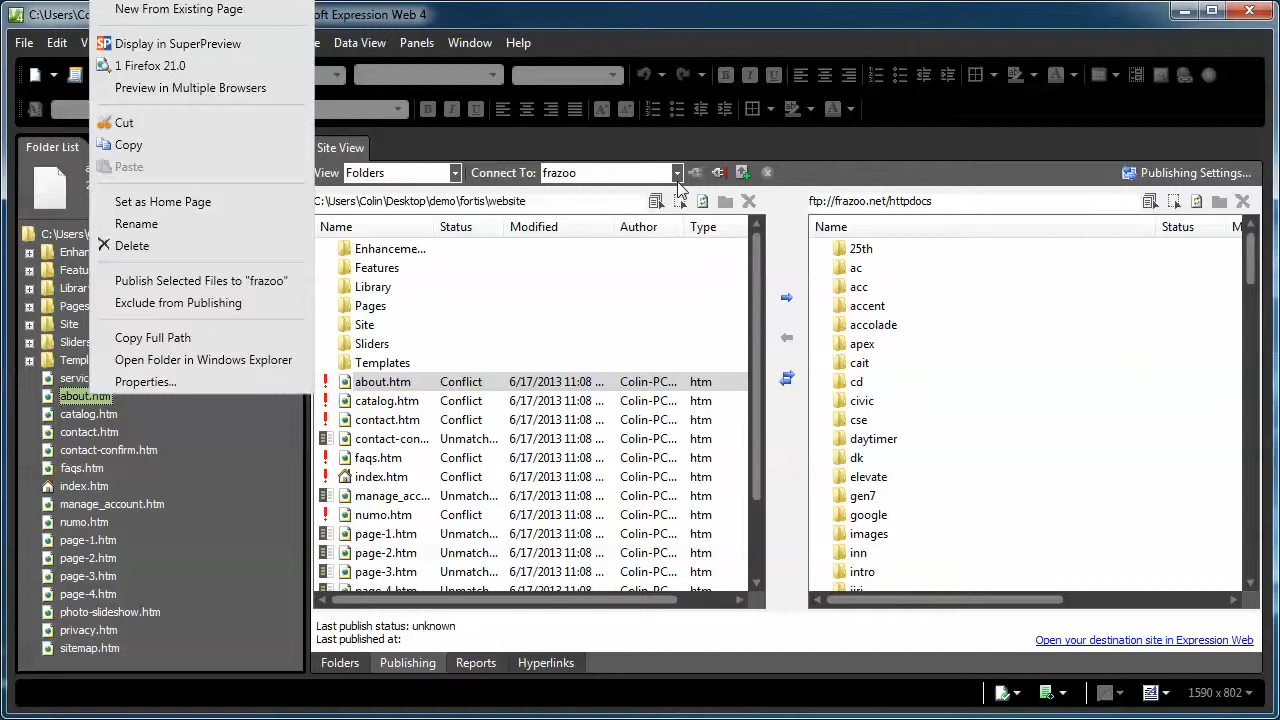 C:\Users\Colin\
oft Expression Web 4
File Edit V
e Data View Panels Window Help
New From Existing Page
SP Display in SuperPreview
1 Firefox 21.0
Preview in Multiple Browsers
Cut
Copy
Paste
Set as Home Page
Rename
Delete
Publish Selected Files to "frazoo"
Exclude from Publishing
Copy Full Path
Open Folder in Windows Explorer
Properties...
B I U A
B I U A A A
Folder List
C:\Users
Enhan
Featu
Librar
Pages
Site
Sliders
Templ
servic
about.htm
catalog.htm
contact.htm
contact-confirm.htm
faqs.htm
index.htm
manage_account.htm
numo.htm
page-1.htm
page-2.htm
page-3.htm
page-4.htm
photo-slideshow.htm
privacy.htm
sitemap.htm
Site View
View Folders Connect To: frazoo Publishing Settings...
C:\Users\Colin\Desktop\demo\fortis\website
Name Status Modified Author Type
Enhanceme...
Features
Library
Pages
Site
Sliders
Templates
about.htm Conflict 6/17/2013 11:08 ... Colin-PC... htm
catalog.htm Conflict 6/17/2013 11:08 ... Colin-PC... htm
contact.htm Conflict 6/17/2013 11:08 ... Colin-PC... htm
contact-con... Unmatch... 6/17/2013 11:08 ... Colin-PC... htm
faqs.htm Conflict 6/17/2013 11:08 ... Colin-PC... htm
index.htm Conflict 6/17/2013 11:08 ... Colin-PC... htm
manage_acc... Unmatch... 6/17/2013 11:08 ... Colin-PC... htm
numo.htm Conflict 6/17/2013 11:08 ... Colin-PC... htm
page-1.htm Unmatch... 6/17/2013 11:08 ... Colin-PC... htm
page-2.htm Unmatch... 6/17/2013 11:08 ... Colin-PC... htm
page-3.htm Unmatch... 6/17/2013 11:08 ... Colin-PC... htm
page-4.htm Unmatch... 6/17/2013 11:08 ... Colin-PC... htm
ftp://frazoo.net/httpdocs
Name Status M
25th
ac
acc
accent
accolade
apex
cait
cd
civic
cse
daytimer
dk
elevate
gen7
google
images
inn
intro
Last publish status: unknown
Last published at:
Open your destination site in Expression Web
Folders Publishing Reports Hyperlinks
1590 x 802